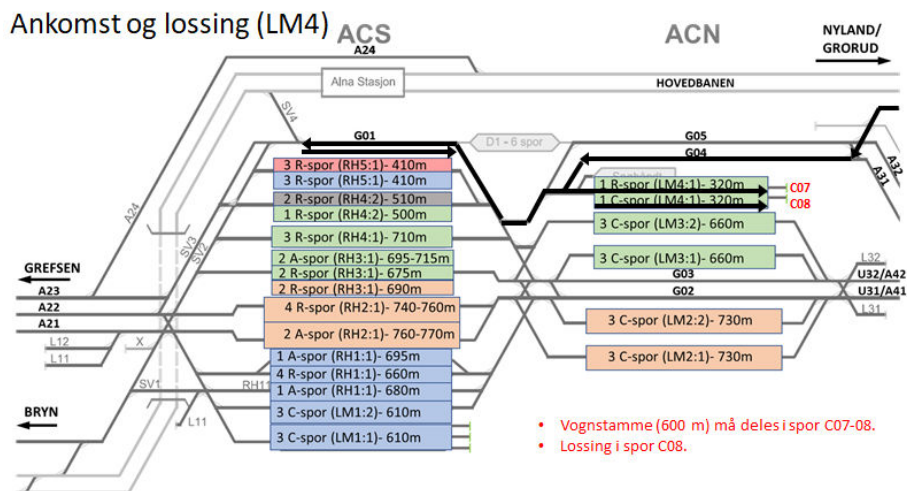 Ankomst og lossing (LM4)
ACS
ACN
NYLAND/
GRORUD
A24
Alna Stasjon
HOVEDBANEN
SV4
G01
D1 - 6 spor
G05
G04
A32
A31
3 R-spor (RH5:1)- 410m
3 R-spor (RH5:1)- 410m
1 R-spor (LM4:1)- 320m
C07
2 R-spor (RH4:2)- 510m
1 C-spor (LM4:1)- 320m
C08
1 R-spor (RH4:2)- 500m
A24
3 C-spor (LM3:2)- 660m
3 R-spor (RH4:1)- 710m
SV3
SV2
2 A-spor (RH3:1)- 695-715m
3 C-spor (LM3:1)- 660m
L32
GREFSEN
2 R-spor (RH3:1)- 675m
G03
U32/A42
A23
2 R-spor (RH3:1)- 690m
G02
U31/A41
A22
4 R-spor (RH2:1)- 740-760m
L31
A21
3 C-spor (LM2:2)- 730m
2 A-spor (RH2:1)- 760-770m
L12
X
L11
1 A-spor (RH1:1)- 695m
3 C-spor (LM2:1)- 730m
4 R-spor (RH1:1)- 660m
SV1
RH11
1 A-spor (RH1:1)- 680m
BRYN
3 C-spor (LM1:2)- 610m
L11
• Vognstamme (600 m) må deles i spor C07-08.
3 C-spor (LM1:1)- 610m
• Lossing i spor C08.